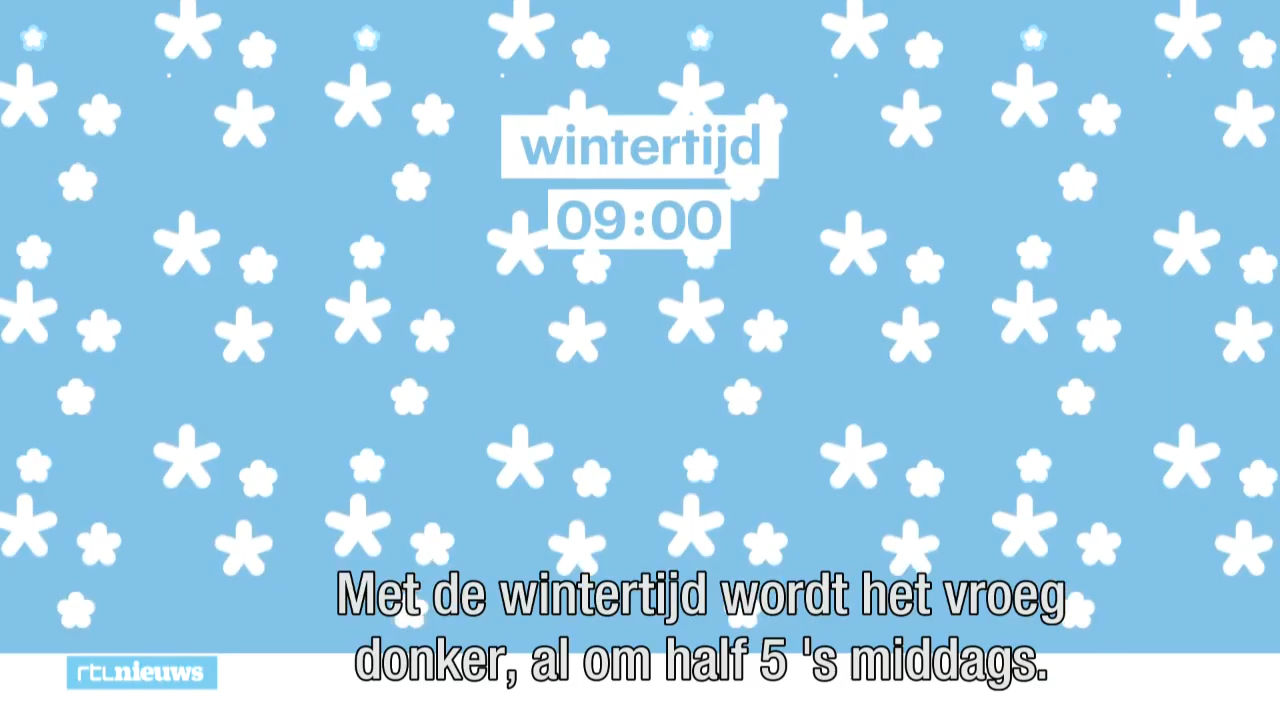 wintertijd
09:00
Met de wintertijd wordt het vroeg
donker, al om half 5 's middags.
rtlnieuws